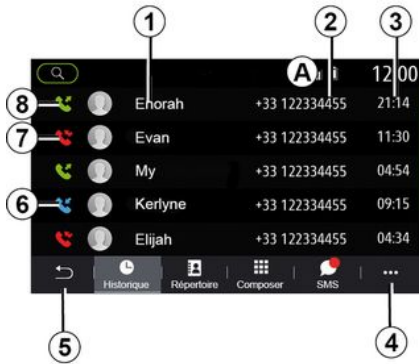 1 2 3
A 12:00
8 Enorah +33 122334455 21:14
7 Evan +33 122334455 11:30
My +33 122334455 04:54
6 Kerlyne +33 122334455 09:15
Elijah +33 122334455 04:34
Historique Répertoire Composer SMS ...
5 4